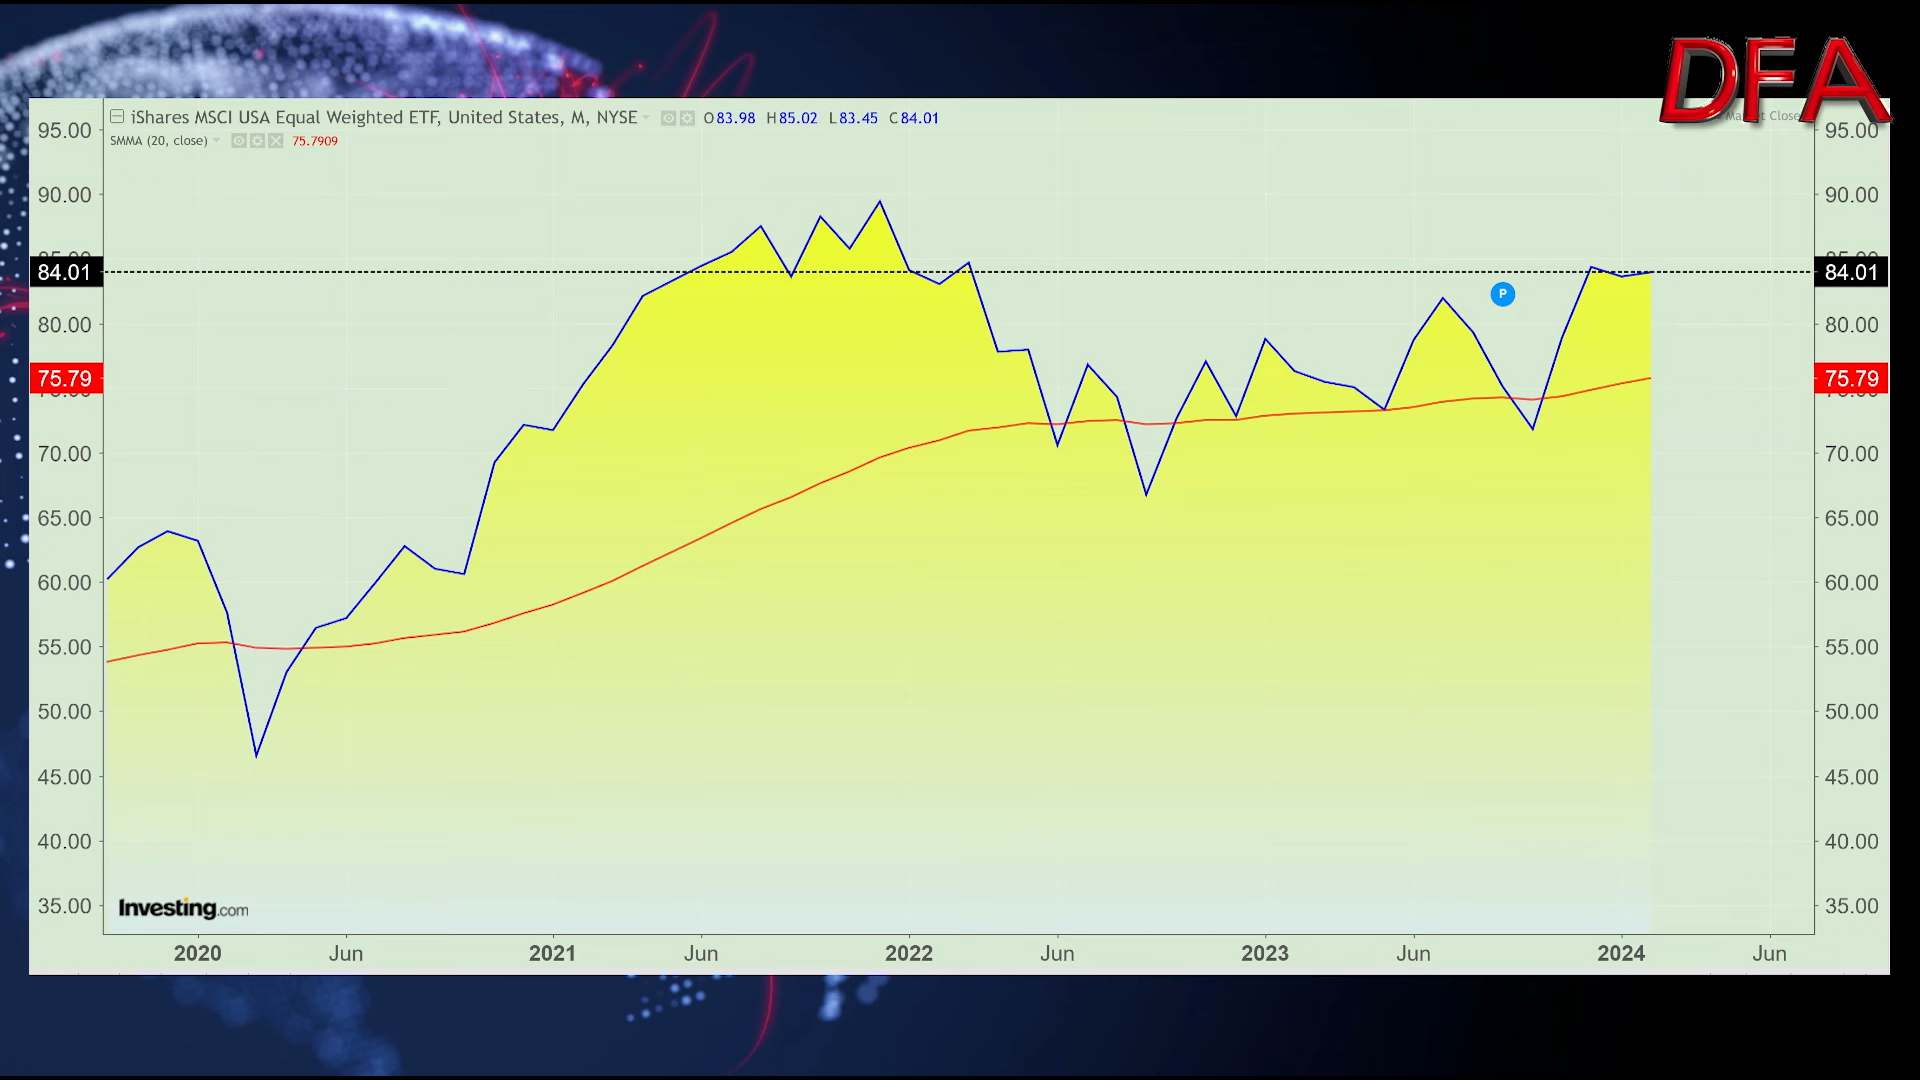 DFA
iShares MSCI USA Equal Weighted ETF, United States, M, NYSE O83.98 H85.02 L83.45 C84.01
SMMA (20, close) 75.7909
95.00 95.00
90.00 90.00
84.01 84.01
80.00 80.00
P
75.79 75.79
70.00 70.00
65.00 65.00
60.00 60.00
55.00 55.00
50.00 50.00
45.00 45.00
40.00 40.00
35.00 35.00
Investing.com
2020 Jun 2021 Jun 2022 Jun 2023 Jun 2024 Jun